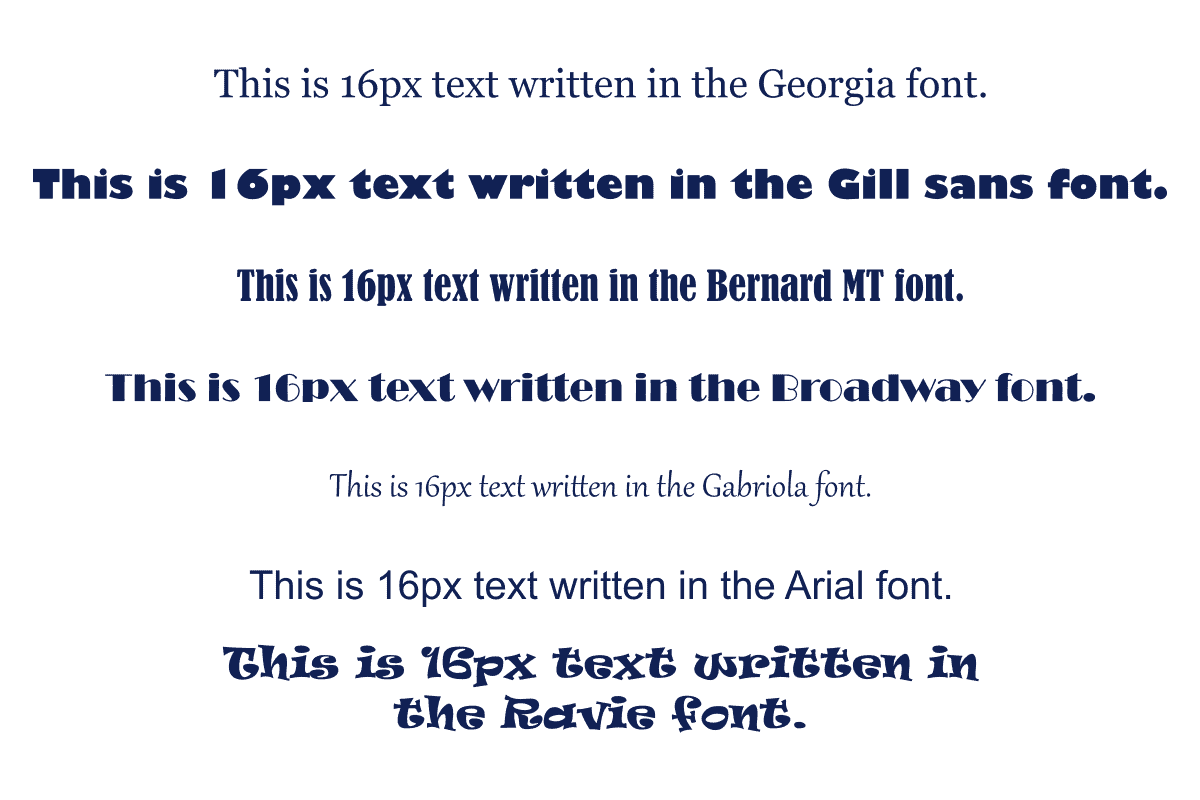 This is 16px text written in the Georgia font.
This is 16px text written in the Gill sans font.
This is 16px text written in the Bernard MT font.
This is 16px text written in the Broadway font.
This is 16px text written in the Gabriola font.
This is 16px text written in the Arial font.
This is 16px text written in
the Ravie font.